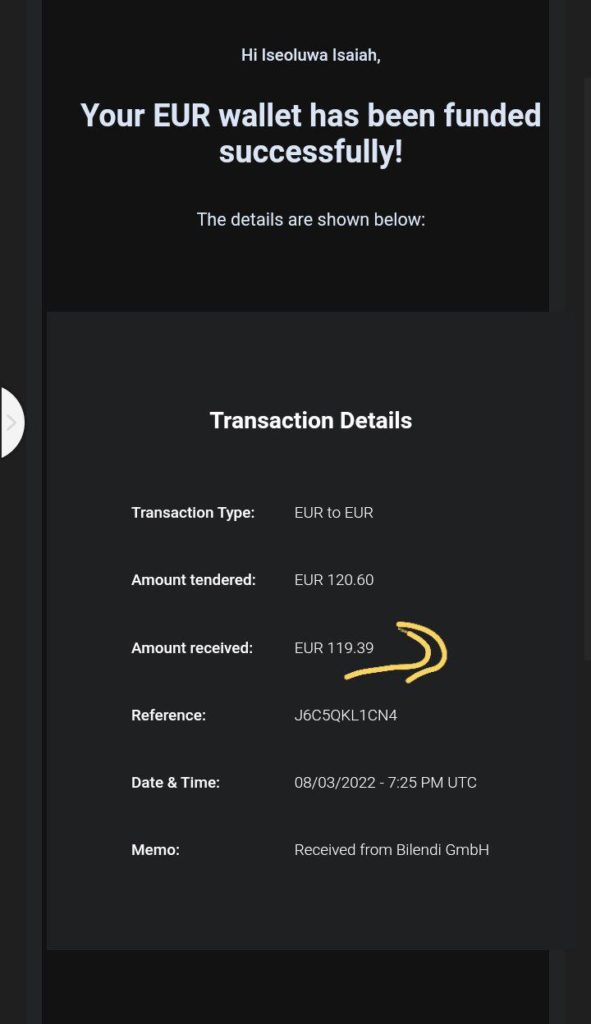 Hi Iseoluwa Isaiah,
Your EUR wallet has been funded
successfully!
The details are shown below:
Transaction Details
Transaction Type: EUR to EUR
Amount tendered: EUR 120.60
Amount received: EUR 119.39
Reference: J6C5QKL1CN4
Date & Time: 08/03/2022 - 7:25 PM UTC
Memo: Received from Bilendi GmbH